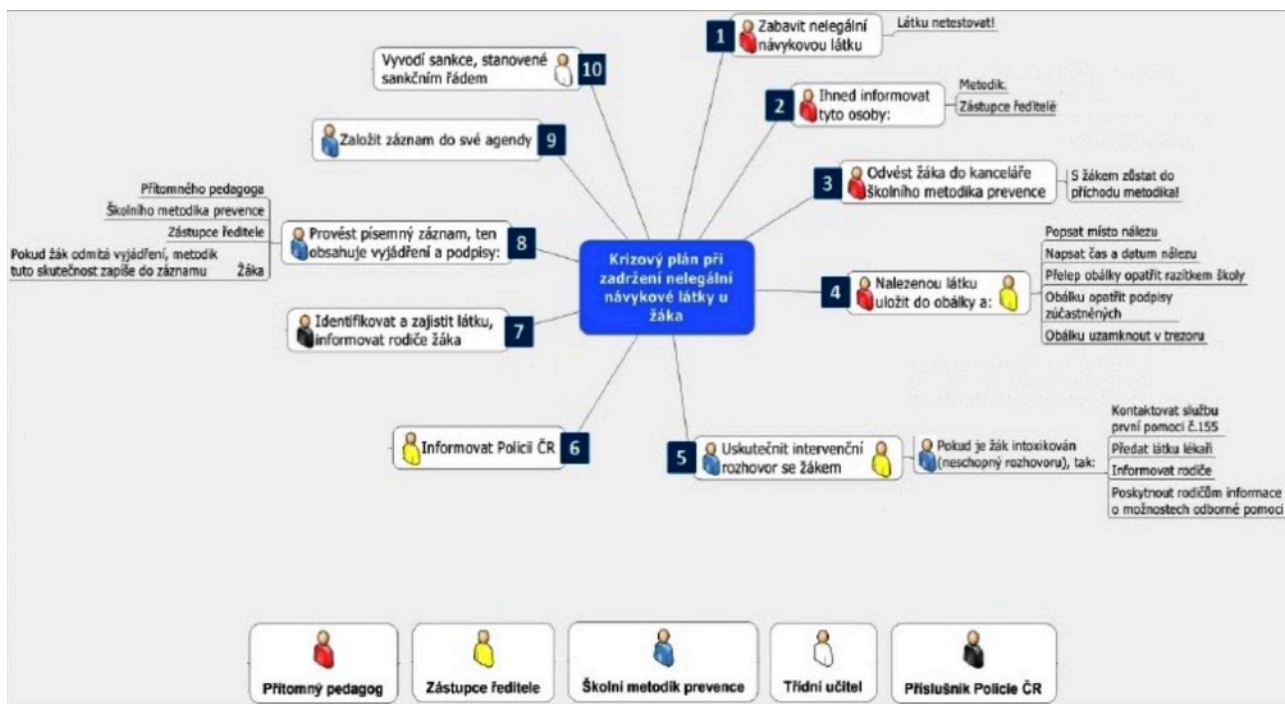 Krizový plán při
zadržení nelegální
návykové látky u
žáka
1
Zabavit nelegální
návykovou látku
Látku netestovat!
2
Ihned informovat
tyto osoby:
Metodik.
Zástupce ředitelě
3
Odvést žáka do kanceláře
školního metodika prevence
S žákem zůstat do
příchodu metodika!
4
Nalezenou látku
uložit do obálky a:
Popsat místo nálezu
Napsat čas a datum nálezu
Přelep obálky opatřit razítkem školy
Obálku opatřit podpisy
zúčastněných
Obálku uzamknout v trezoru
5
Uskutečnit intervenční
rozhovor se žákem
Pokud je žák intoxikován
(neschopný rozhovoru), tak:
Kontaktovat službu
první pomoci č.155
Předat látku lékaři
Informovat rodiče
Poskytnout rodičům informace
o možnostech odborné pomoci
6
Informovat Policii ČR
7
Identifikovat a zajistit látku,
informovat rodiče žáka
8
Provést písemný záznam, ten
obsahuje vyjádření a podpisy:
Přítomného pedagoga
Školního metodika prevence
Zástupce ředitele
Pokud žák odmítá vyjádření, metodik
tuto skutečnost zapíše do záznamu
Žáka
9
Založit záznam do své agendy
10
Vyvodí sankce, stanovené
sankčním řádem
Přítomný pedagog
Zástupce ředitele
Školní metodik prevence
Třídní učitel
Příslušník Policie ČR